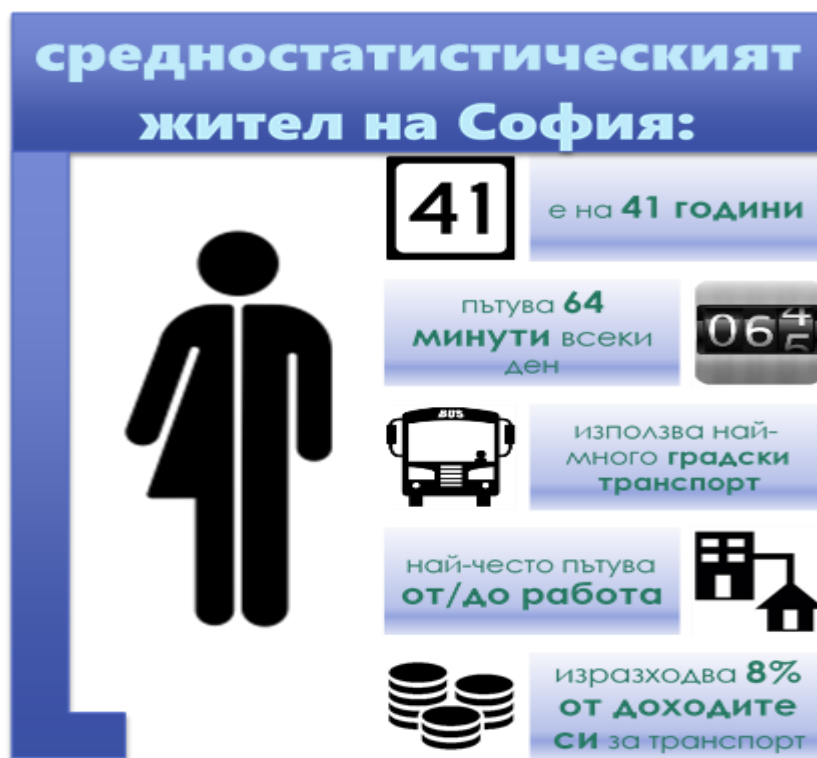 средностатистическият
жител на София:
41
е на 41 години
пътува 64
минути всеки
ден
064
5
BUS
използва най-
много градски
транспорт
най-често пътува
от/до работа
изразходва 8%
от доходите
си за транспорт